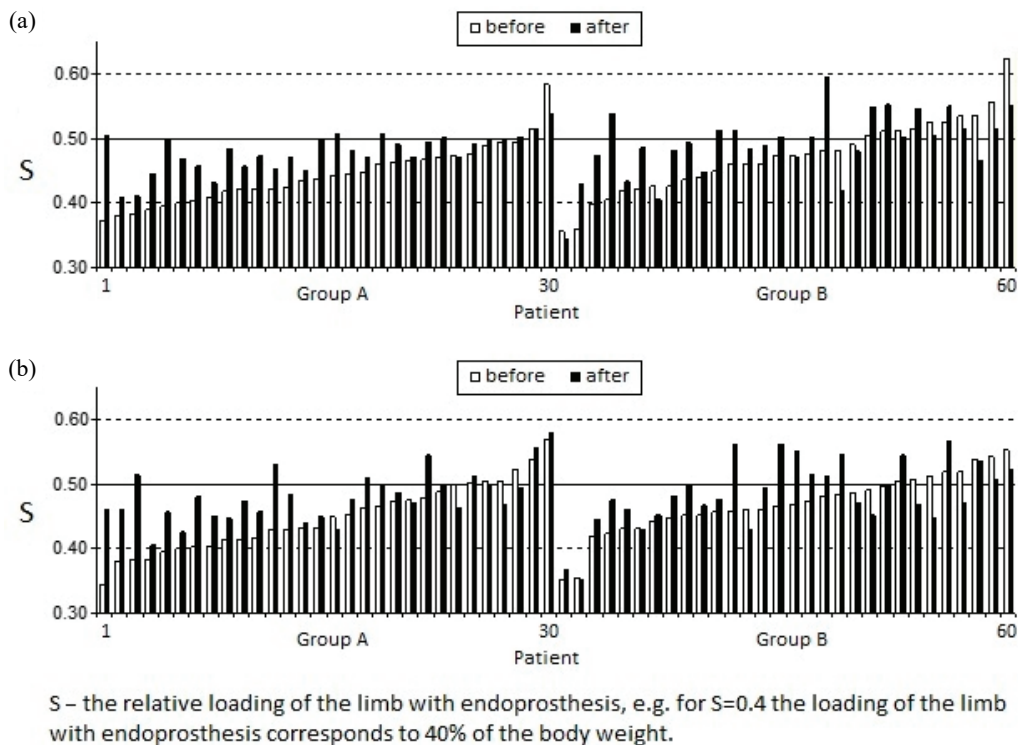 (a)
before after
0.60
0.50
S
0.40
0.30
1 30 60
Group A Group B
Patient
(b)
before after
0.60
0.50
S
0.40
0.30
1 30 60
Group A Group B
Patient
S – the relative loading of the limb with endoprosthesis, e.g. for S=0.4 the loading of the limb
with endoprosthesis corresponds to 40% of the body weight.